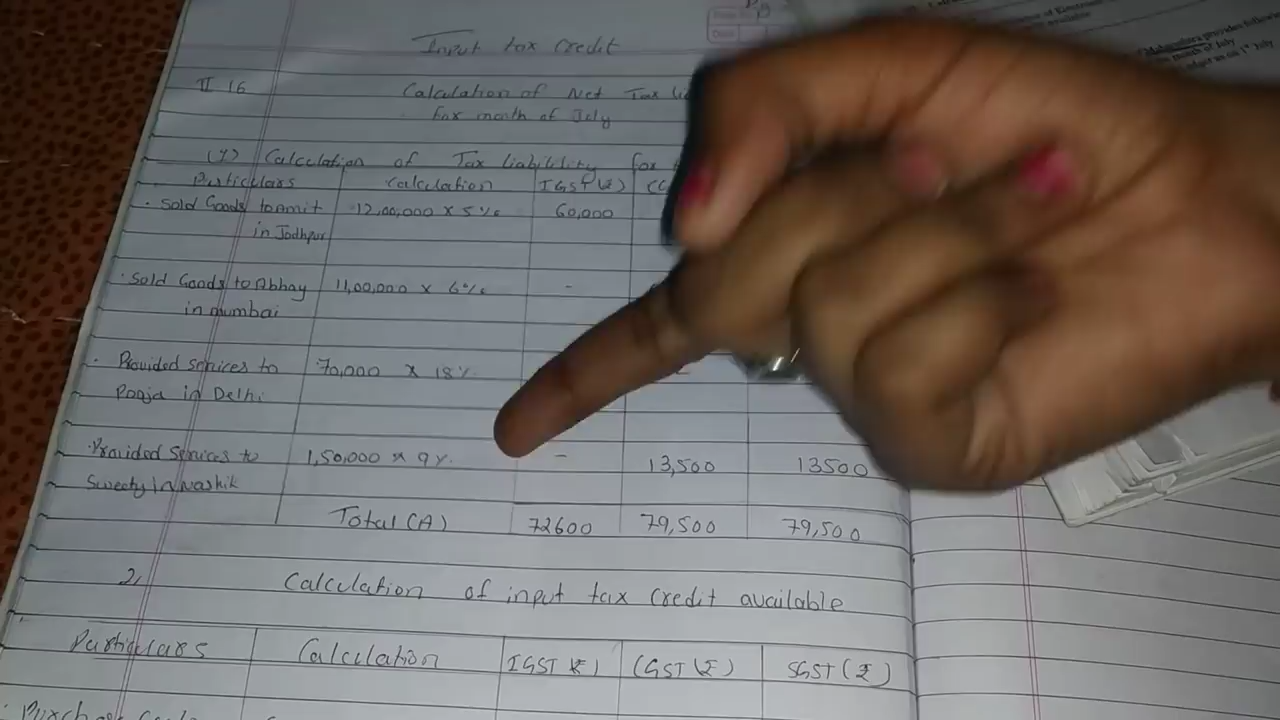 Input tax credit
II 16 Calculation of Net Tax
for month of July
(1) Calculation of Tax liability for
Particulars Calculation IGST (₹)
· Sold Goods to Amit 12,00,000 x 5% 60,000
in Jodhpur
· Sold Goods to Abhay 11,00,000 x 6% -
in mumbai
· Provided services to 70,000 x 18%
Pooja in Delhi
· Provided Services to 1,50,000 x 9% - 13,500 13500
Sweety in Nashik
Total (A) 72600 79,500 79,500
2, Calculation of input tax credit available
Particulars Calculation IGST (₹) CGST (₹) SGST (₹)